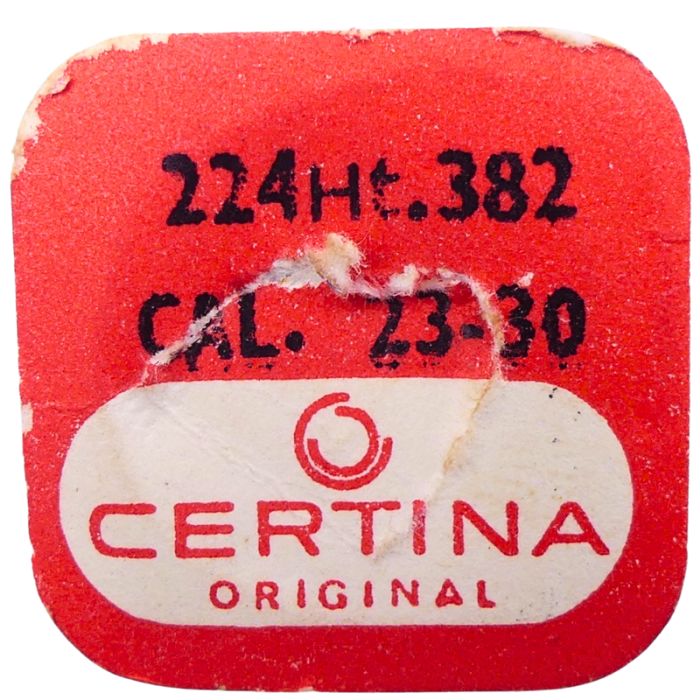 224Ht.382
CAL. 23-30
CERTINA
ORIGINAL